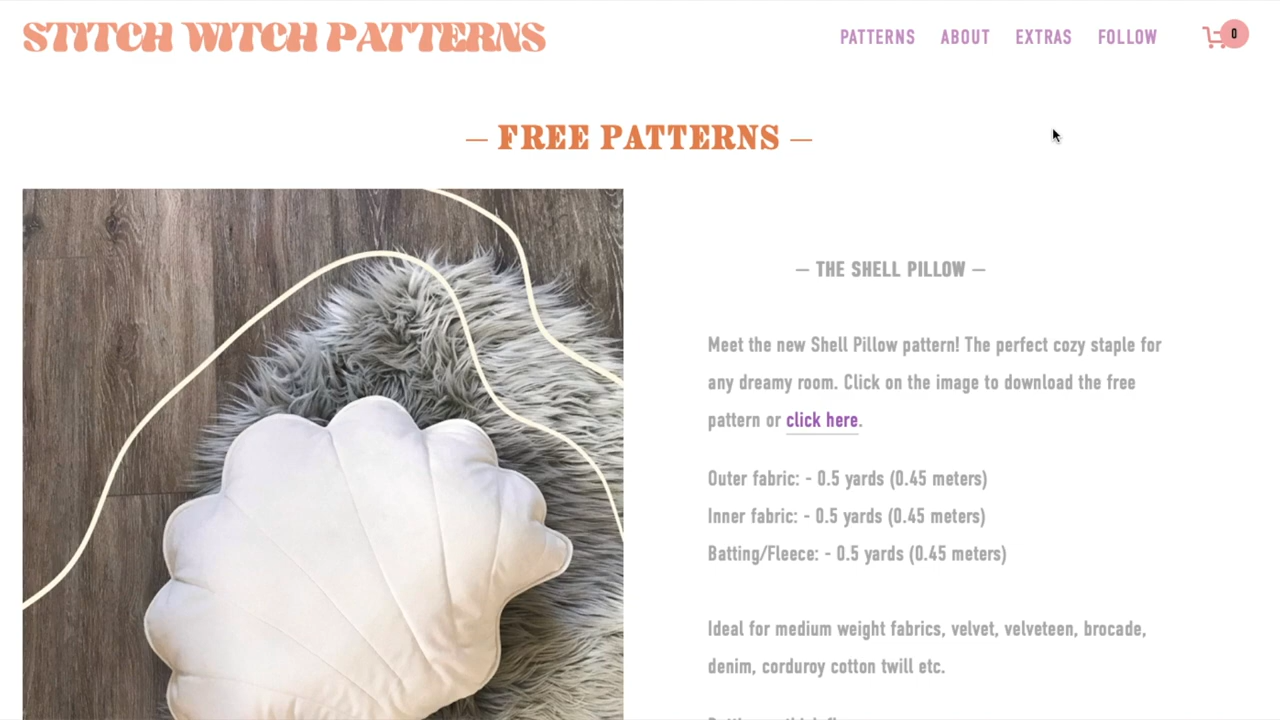 STITCH WITCH PATTERNS
PATTERNS ABOUT EXTRAS FOLLOW 0
— FREE PATTERNS —
— THE SHELL PILLOW —
Meet the new Shell Pillow pattern! The perfect cozy staple for
any dreamy room. Click on the image to download the free
pattern or click here.
Outer fabric: - 0.5 yards (0.45 meters)
Inner fabric: - 0.5 yards (0.45 meters)
Batting/Fleece: - 0.5 yards (0.45 meters)
Ideal for medium weight fabrics, velvet, velveteen, brocade,
denim, corduroy cotton twill etc.